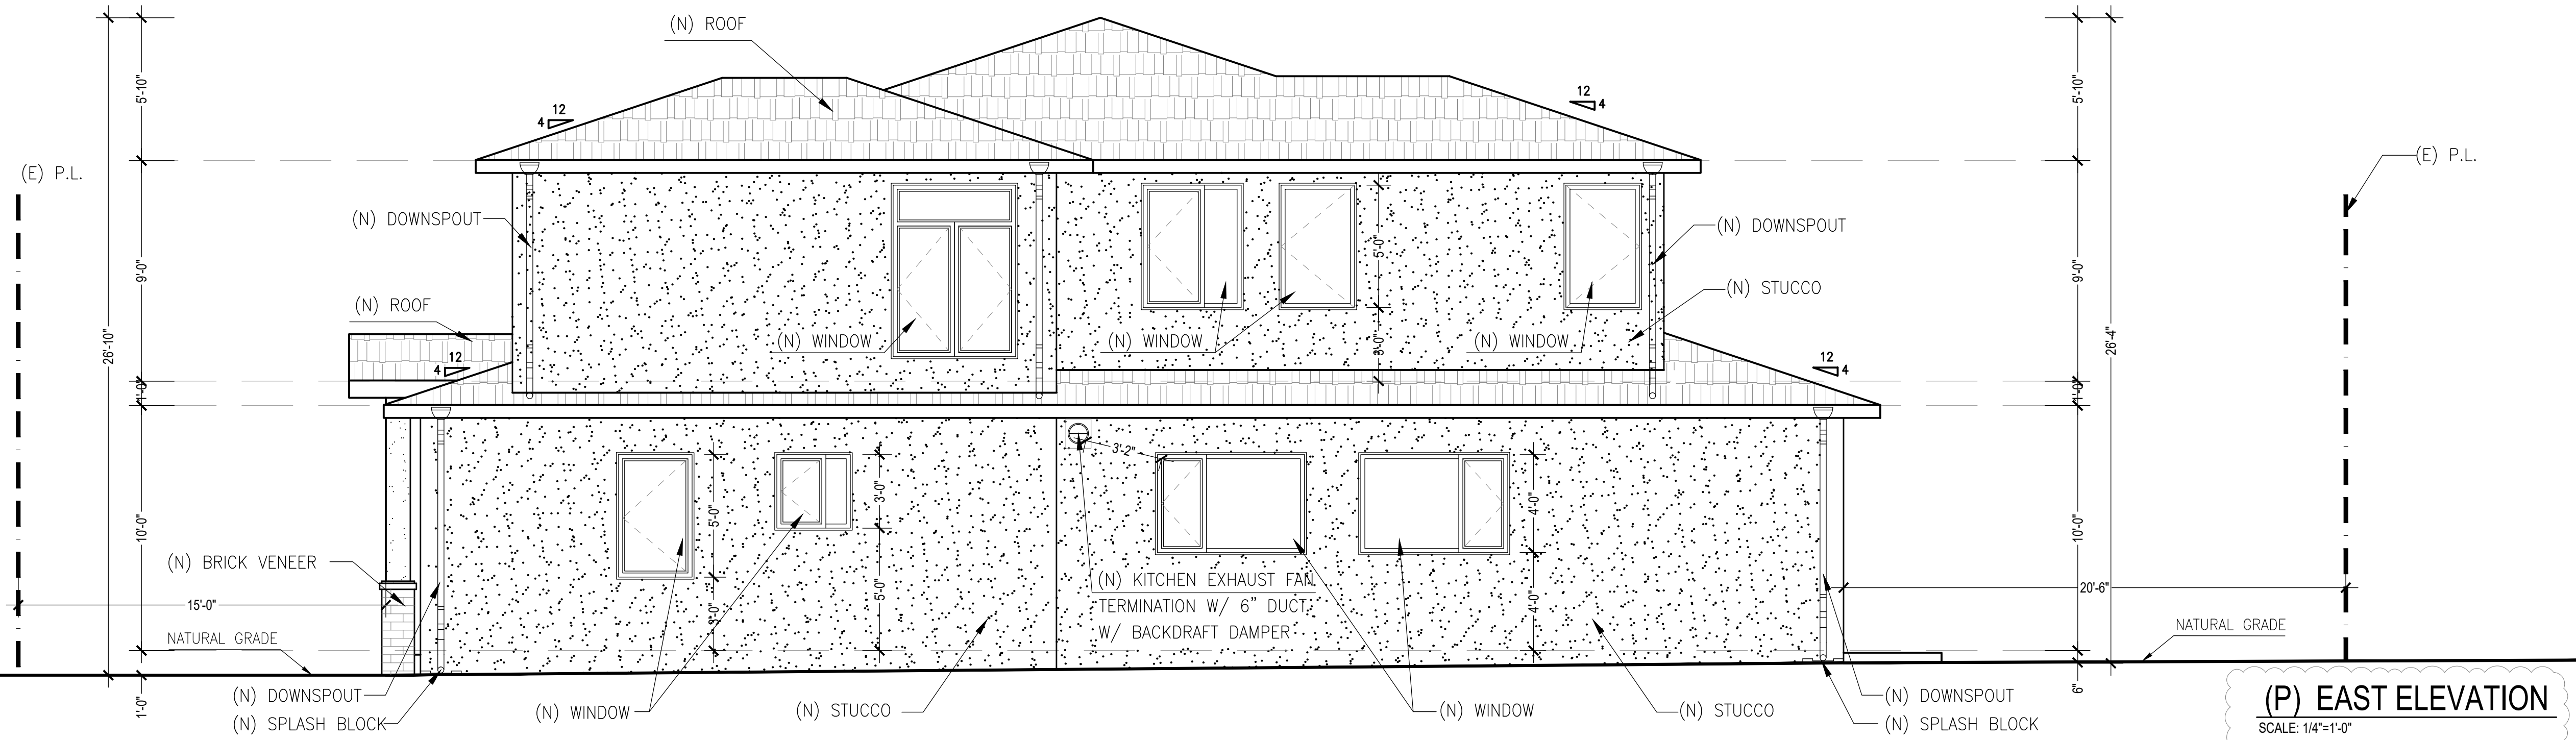 (N) ROOF
5'-10"
5'-10"
12
4
12
4
(E) P.L.
(E) P.L.
(N) DOWNSPOUT
(N) DOWNSPOUT
9'-0"
5'-0"
9'-0"
(N) STUCCO
(N) ROOF
26'-10"
(N) WINDOW
(N) WINDOW
3'-0"
(N) WINDOW
26'-4"
12
4
12
4
1'-0"
1'-0"
3'-2"
10'-0"
5'-0"
3'-0"
4'-0"
10'-0"
(N) BRICK VENEER
(N) KITCHEN EXHAUST FAN
TERMINATION W/ 6" DUCT
W/ BACKDRAFT DAMPER
15'-0"
3'-0"
5'-0"
4'-0"
20'-6"
NATURAL GRADE
NATURAL GRADE
1'-0"
6"
(N) DOWNSPOUT
(N) SPLASH BLOCK
(N) WINDOW
(N) STUCCO
(N) WINDOW
(N) STUCCO
(N) DOWNSPOUT
(N) SPLASH BLOCK
(P) EAST ELEVATION
SCALE: 1/4"=1'-0"